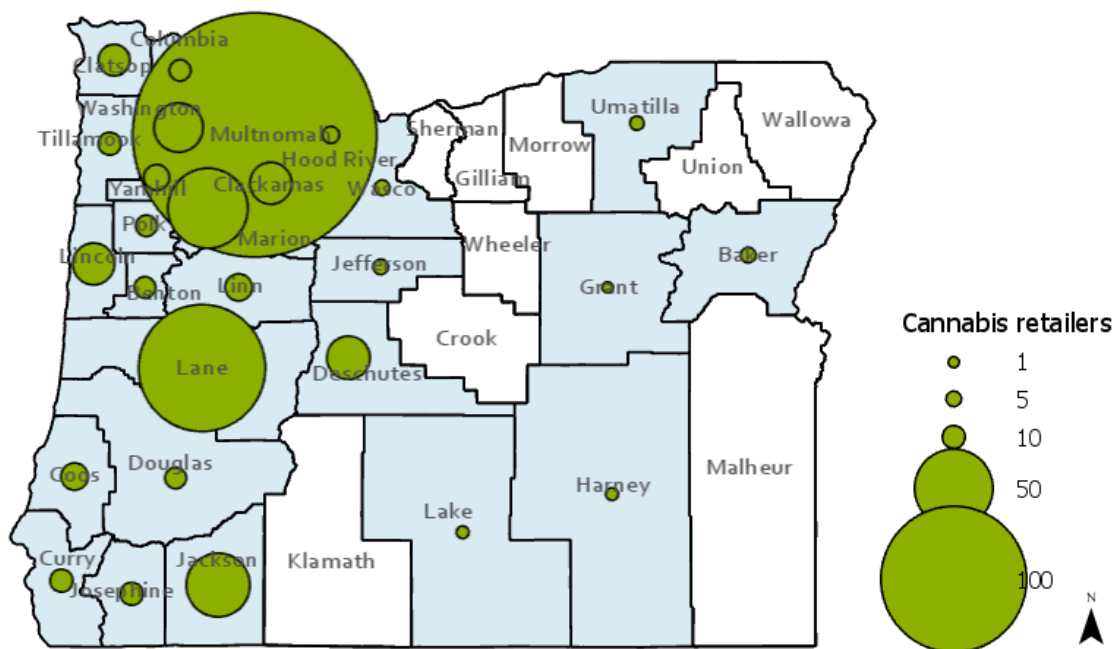 Columbia
Clatsop
Washington
Tillamook
Multnomah
Hood River
Sherman
Umatilla
Wallowa
Morrow
Union
Gilliam
Yamhill
Clackamas
Wasco
Polk
Marion
Lincoln
Wheeler
Jefferson
Baker
Benton
Linn
Grant
Crook
Lane
Deschutes
Cannabis retailers
1
5
10
50
100
Coos
Douglas
Malheur
Harney
Lake
Curry
Josephine
Jackson
Klamath
N